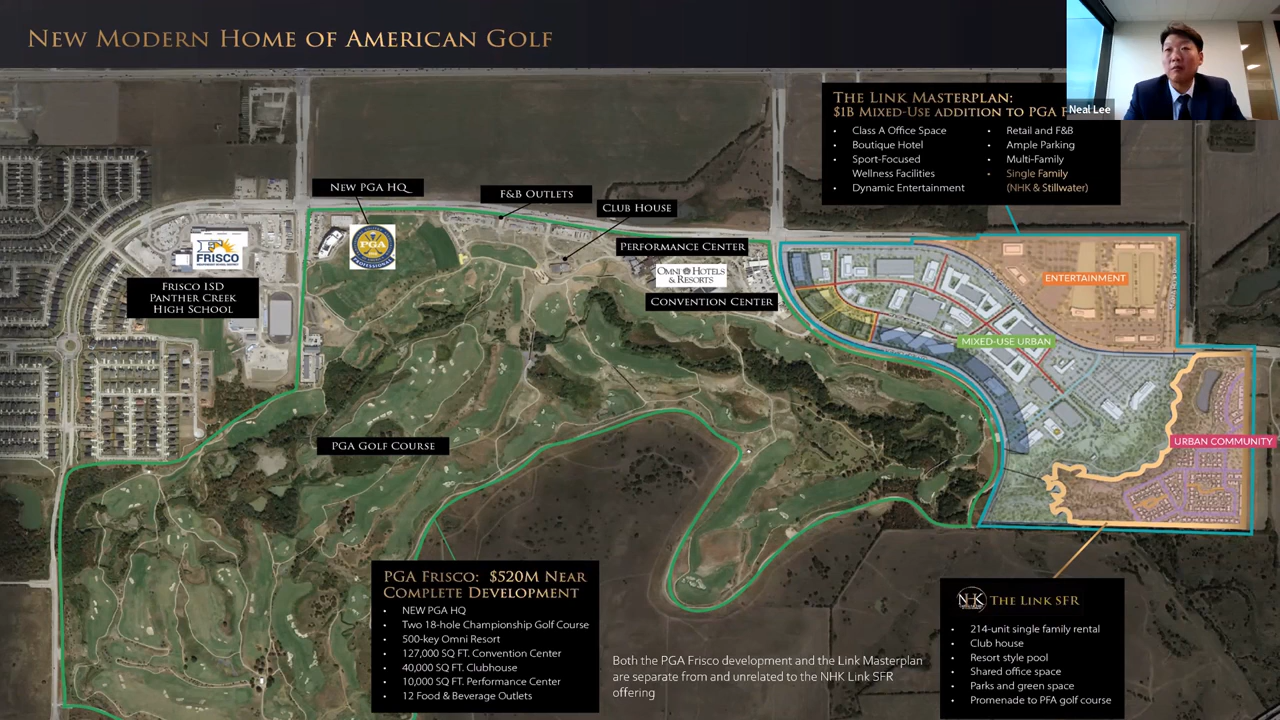 New Modern Home of American Golf
Neal Lee
The Link Masterplan:
$1B Mixed-Use addition to PGA
• Class A Office Space
• Boutique Hotel
• Sport-Focused
Wellness Facilities
• Dynamic Entertainment
• Retail and F&B
• Ample Parking
• Multi-Family
• Single Family
(NHK & Stillwater)
New PGA HQ
F&B Outlets
Club House
Performance Center
Omni Hotels
& Resorts
Convention Center
PGA
F
FRISCO
Frisco ISD
Panther Creek
High School
ENTERTAINMENT
MIXED-USE URBAN
URBAN COMMUNITY
PGA Golf Course
PGA Frisco: $520M Near
Complete Development
• NEW PGA HQ
• Two 18-hole Championship Golf Course
• 500-key Omni Resort
• 127,000 SQ FT. Convention Center
• 40,000 SQ FT. Clubhouse
• 10,000 SQ FT. Performance Center
• 12 Food & Beverage Outlets
Both the PGA Frisco development and the Link Masterplan
are separate from and unrelated to the NHK Link SFR
offering
NHK
The Link SFR
• 214-unit single family rental
• Club house
• Resort style pool
• Shared office space
• Parks and green space
• Promenade to PFA golf course